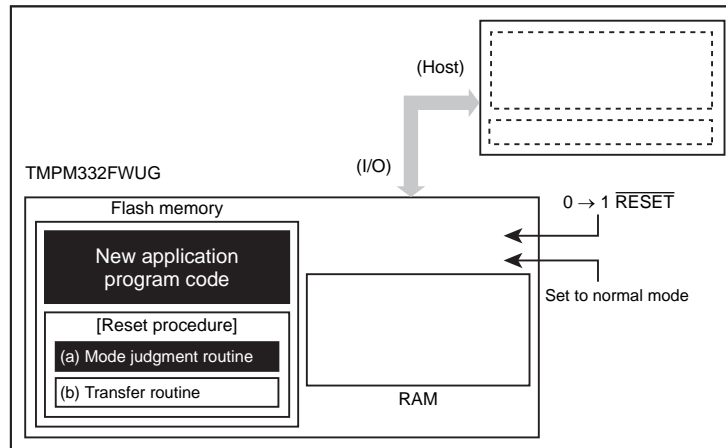 (Host)
(I/O)
TMPM332FWUG
Flash memory
0 → 1 RESET
New application
program code
Set to normal mode
[Reset procedure]
(a) Mode judgment routine
(b) Transfer routine
RAM